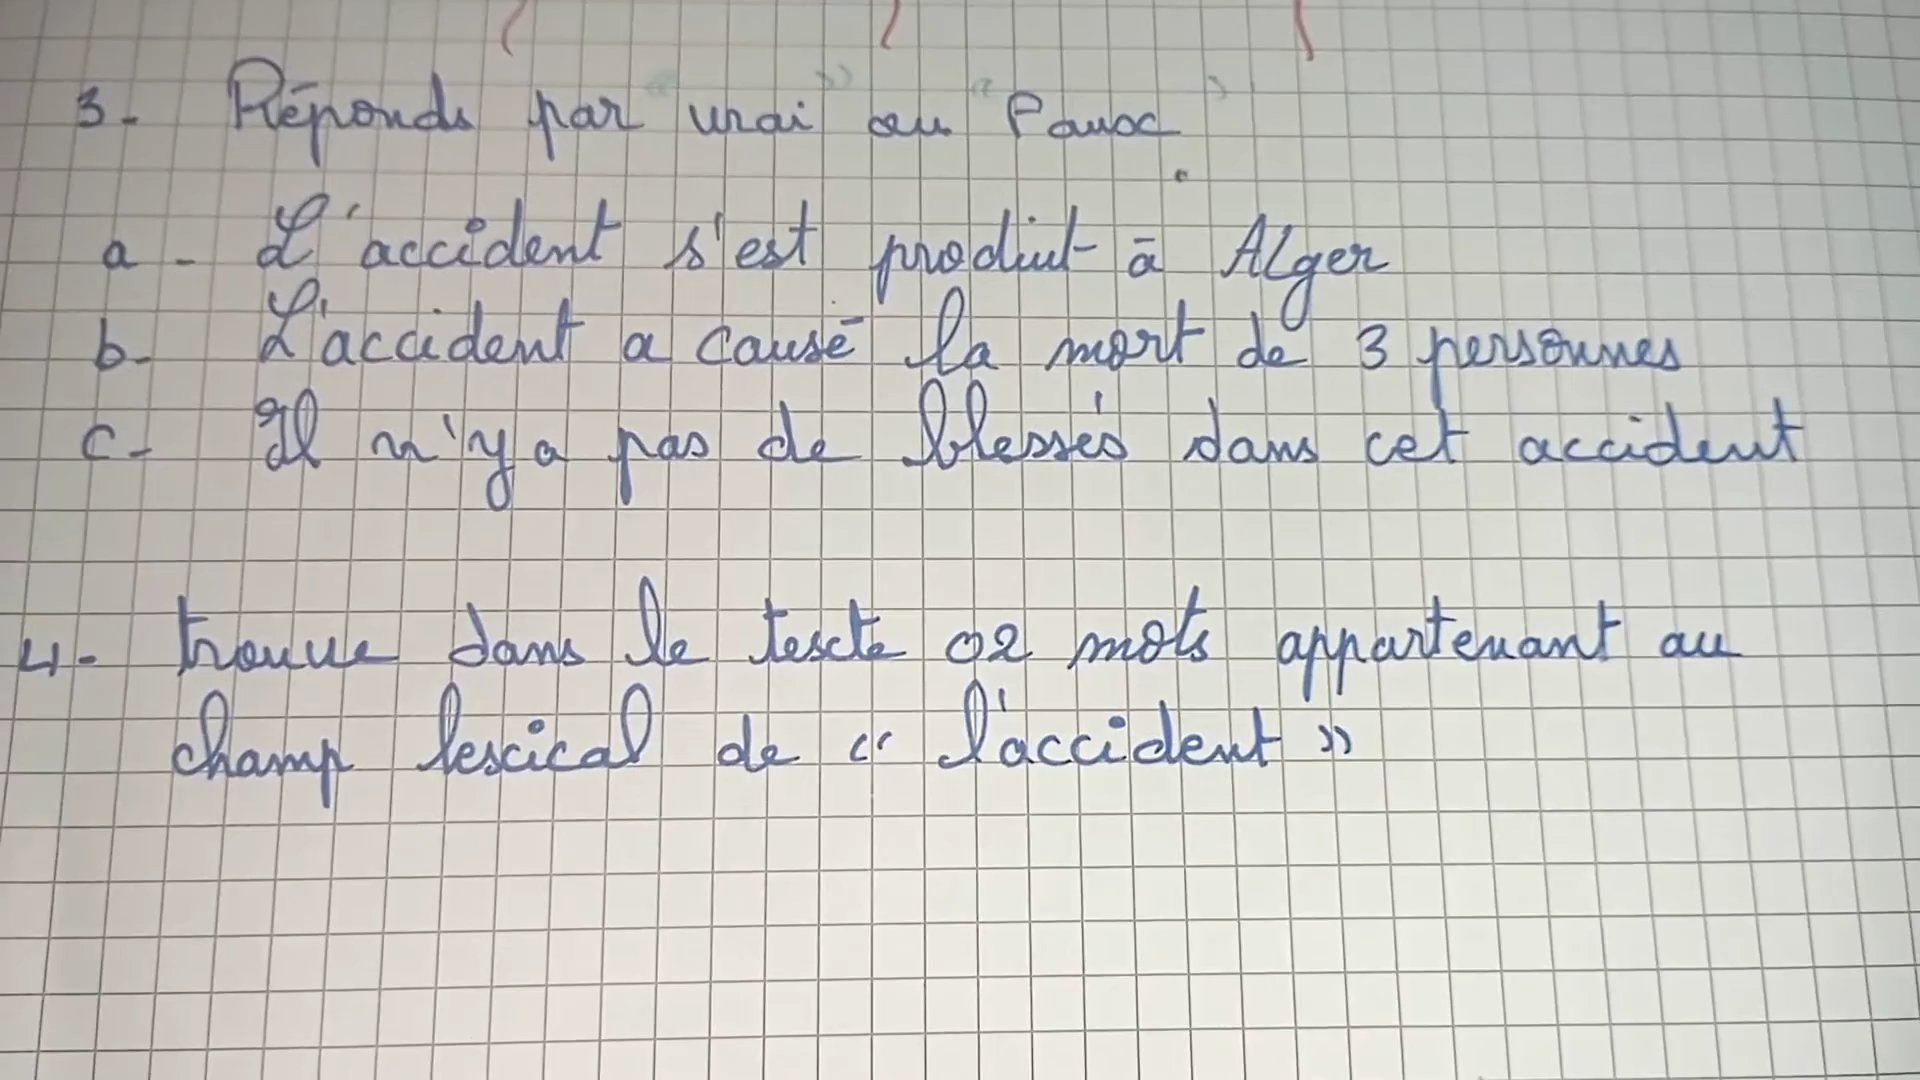 3- Réponds par "vrai" ou "Faux".
a- L'accident s'est produit à Alger
b- L'accident a causé la mort de 3 personnes
c- Il n'y a pas de blessés dans cet accident
4- trouve dans le texte 02 mots appartenant au
champ lexical de « l'accident »